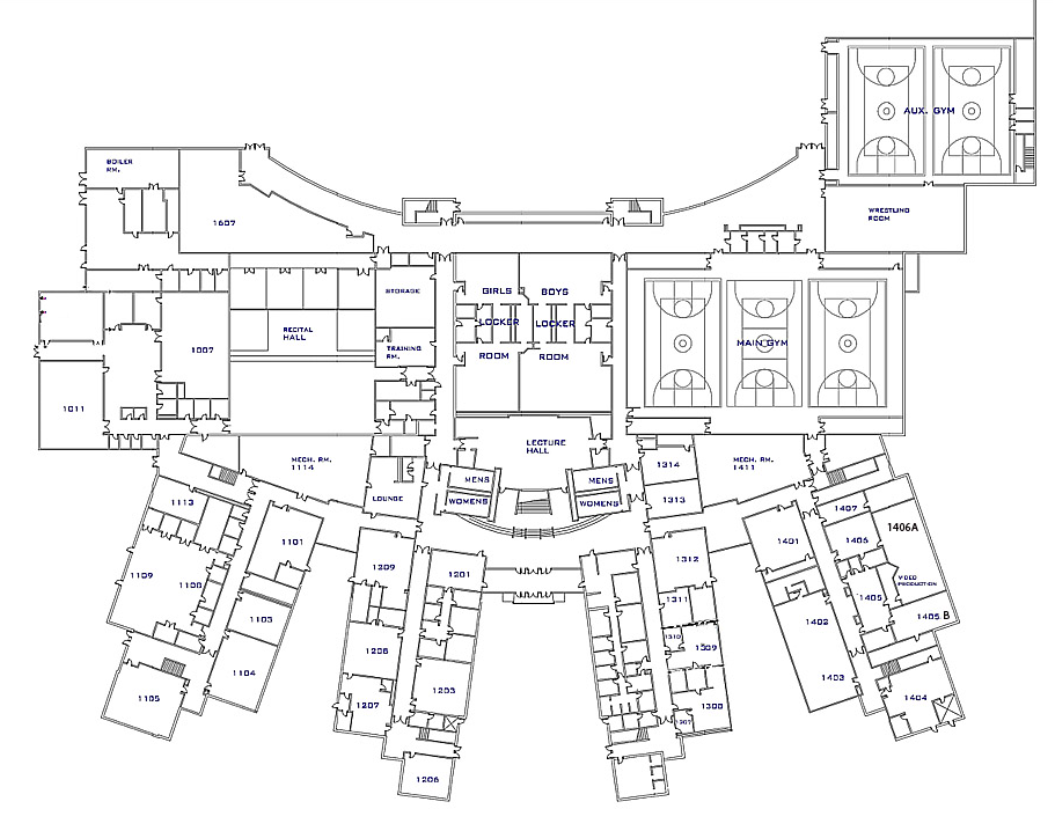 AUX. GYM
BOILER
RM.
1607
WRESTLING
ROOM
STORAGE
GIRLS
BOYS
LOCKER
LOCKER
ROOM
ROOM
RECITAL
HALL
TRAINING
RM.
MAIN GYM
1007
1011
LECTURE
HALL
MECH. RM.
1114
MECH. RM.
1411
1314
1313
MENS
MENS
WOMENS
WOMENS
LOUNGE
1113
1101
1407
1406A
1406
1401
1209
1201
1312
1109
1108
VIDEO
PRODUCTION
1405
1405 B
1311
1310
1309
1103
1402
1208
1104
1403
1203
1105
1207
1308
1307
1404
1206